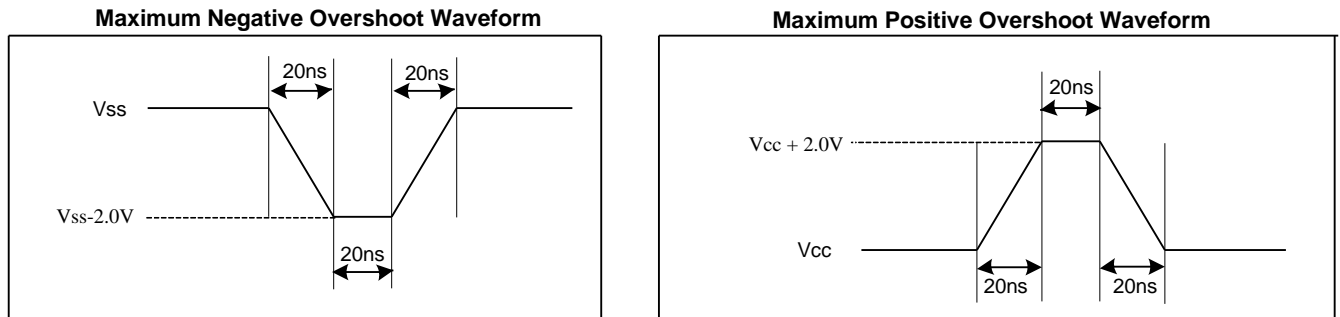 Maximum Negative Overshoot Waveform
20ns
20ns
Vss
Vss-2.0V
20ns
Maximum Positive Overshoot Waveform
20ns
Vcc + 2.0V
Vcc
20ns
20ns